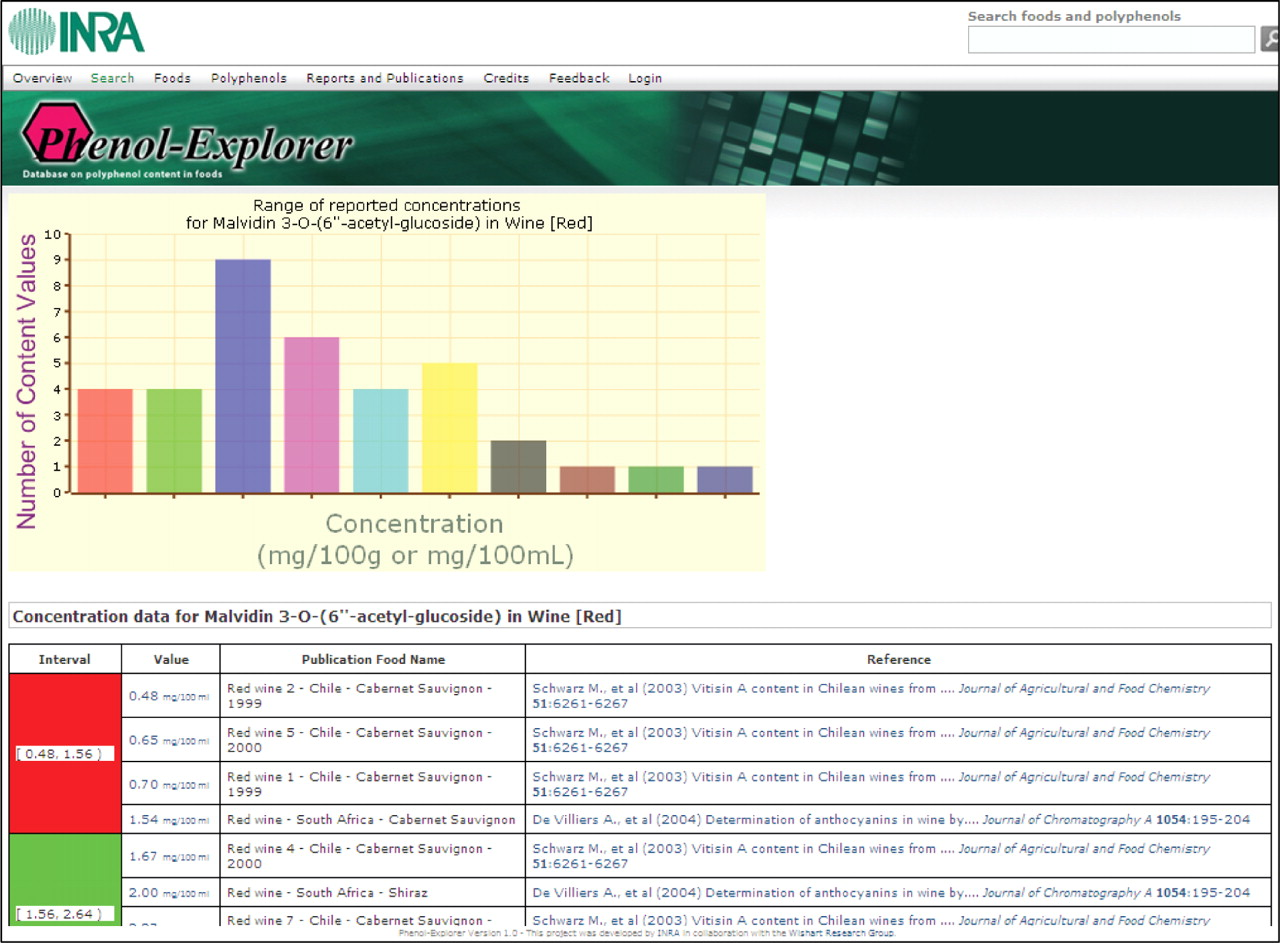 INRA
Search foods and polyphenols
Overview Search Foods Polyphenols Reports and Publications Credits Feedback Login
Phenol-Explorer
Database on polyphenol content in foods
Range of reported concentrations
for Malvidin 3-O-(6''-acetyl-glucoside) in Wine [Red]
Number of Content Values
10
9
8
7
6
5
4
3
2
1
0
Concentration
(mg/100g or mg/100mL)
Concentration data for Malvidin 3-O-(6''-acetyl-glucoside) in Wine [Red]
Interval Value Publication Food Name Reference
[ 0.48, 1.56 )
0.48 mg/100 ml Red wine 2 - Chile - Cabernet Sauvignon - 1999 Schwarz M., et al (2003) Vitisin A content in Chilean wines from .... Journal of Agricultural and Food Chemistry 51:6261-6267
0.65 mg/100 ml Red wine 5 - Chile - Cabernet Sauvignon - 2000 Schwarz M., et al (2003) Vitisin A content in Chilean wines from .... Journal of Agricultural and Food Chemistry 51:6261-6267
0.70 mg/100 ml Red wine 1 - Chile - Cabernet Sauvignon - 1999 Schwarz M., et al (2003) Vitisin A content in Chilean wines from .... Journal of Agricultural and Food Chemistry 51:6261-6267
1.54 mg/100 ml Red wine - South Africa - Cabernet Sauvignon De Villiers A., et al (2004) Determination of anthocyanins in wine by.... Journal of Chromatography A 1054:195-204
[ 1.56, 2.64 )
1.67 mg/100 ml Red wine 4 - Chile - Cabernet Sauvignon - 2000 Schwarz M., et al (2003) Vitisin A content in Chilean wines from .... Journal of Agricultural and Food Chemistry 51:6261-6267
2.00 mg/100 ml Red wine - South Africa - Shiraz De Villiers A., et al (2004) Determination of anthocyanins in wine by.... Journal of Chromatography A 1054:195-204
Red wine 7 - Chile - Cabernet Sauvignon - Schwarz M., et al (2003) Vitisin A content in Chilean wines from .... Journal of Agricultural and Food Chemistry
Phenol-Explorer Version 1.0 - This project was developed by INRA in collaboration with the Wishart Research Group.